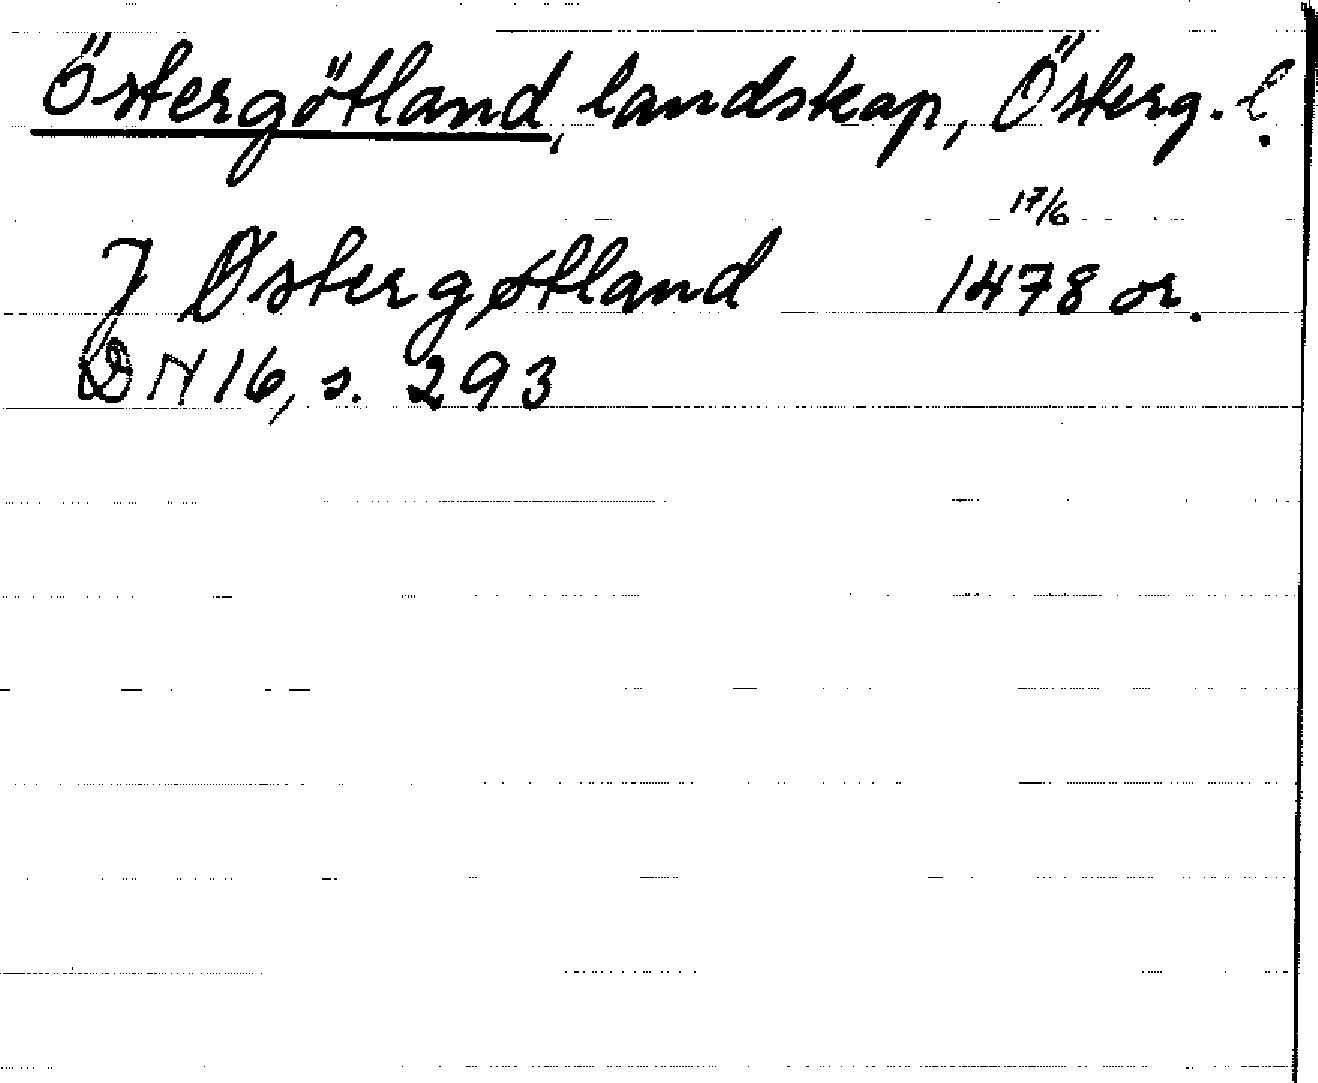 Östergötland, landskap, Österg. l.
17/6
J Østergøtland 1478 or.
DN 16, s. 293